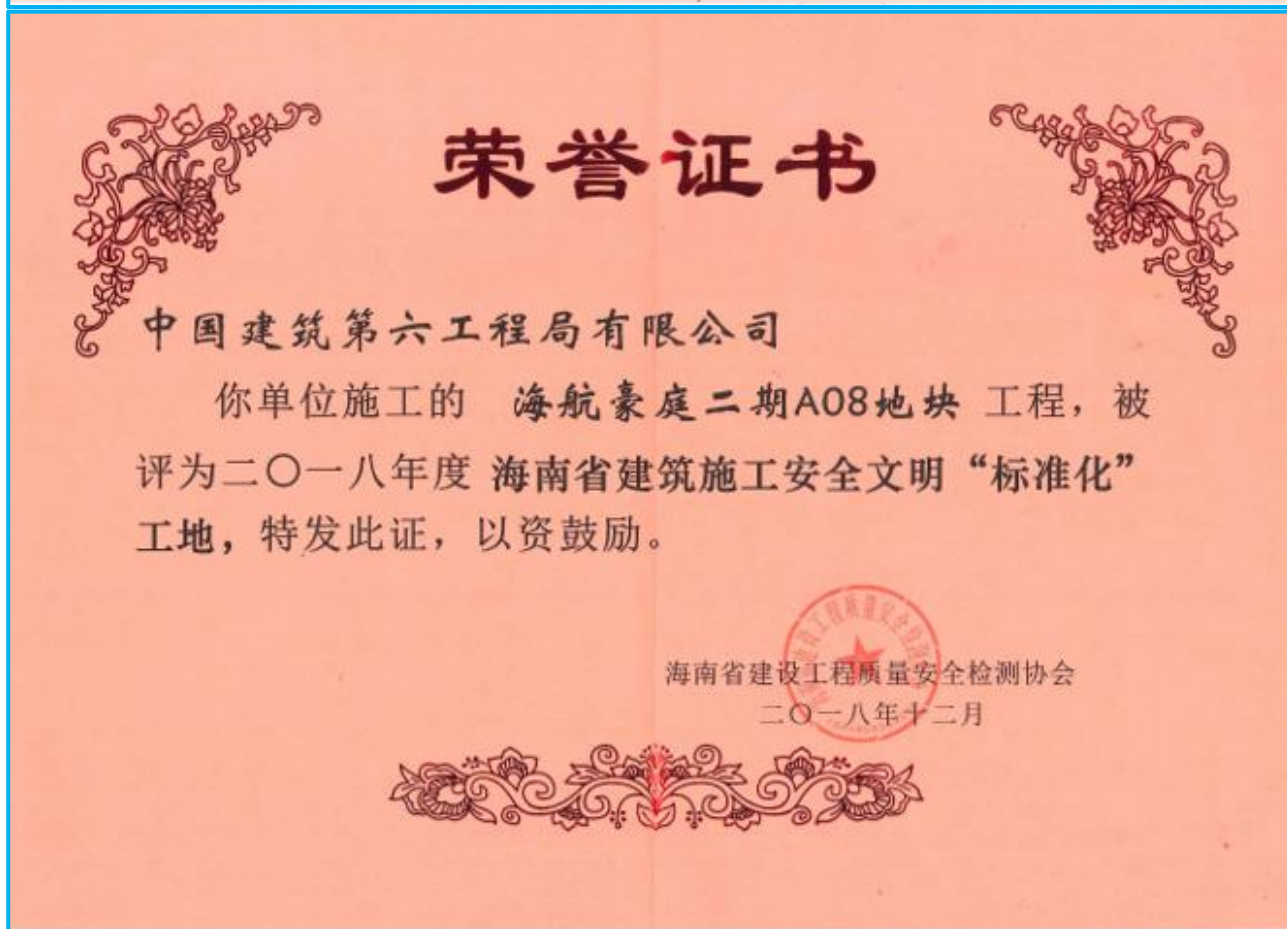 荣誉证书
中国建筑第六工程局有限公司
你单位施工的 海航豪庭二期A08地块 工程，被
评为二〇一八年度 海南省建筑施工安全文明“标准化”
工地，特发此证，以资鼓励。
海南省建设工程质量安全检测协会
二〇一八年十二月